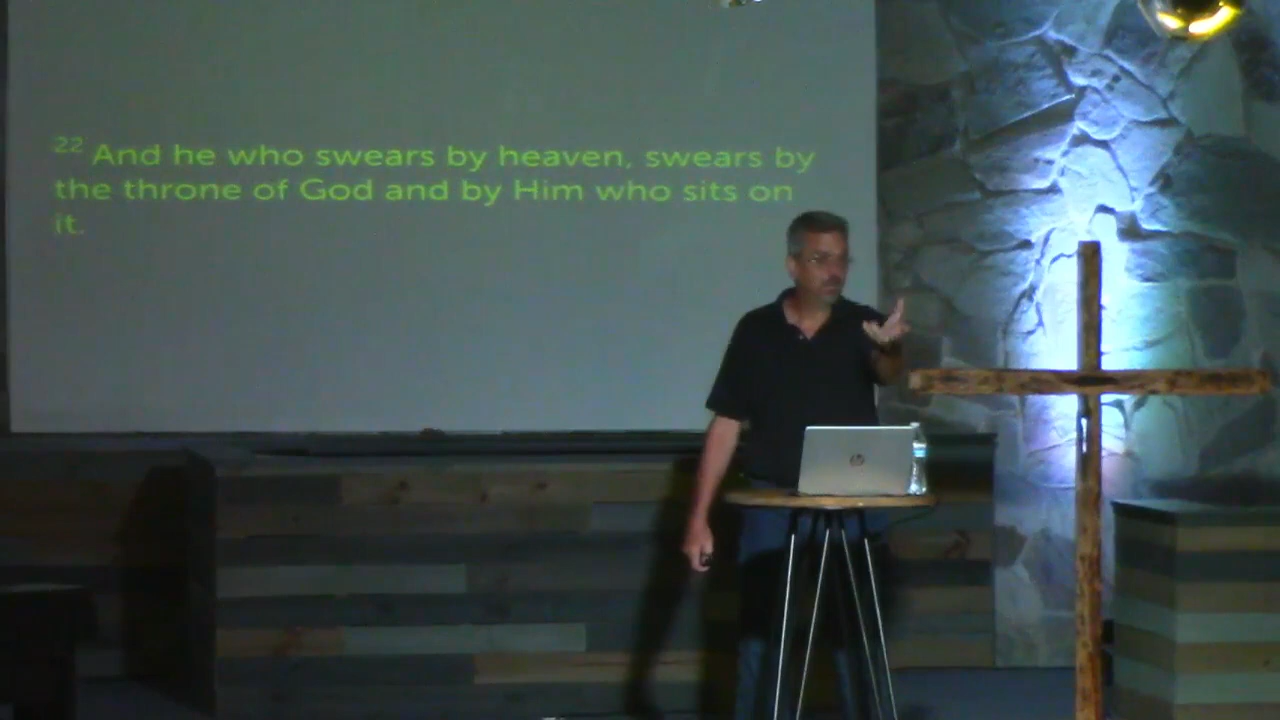 22 And he who swears by heaven, swears by
the throne of God and by Him who sits on
it.
hp